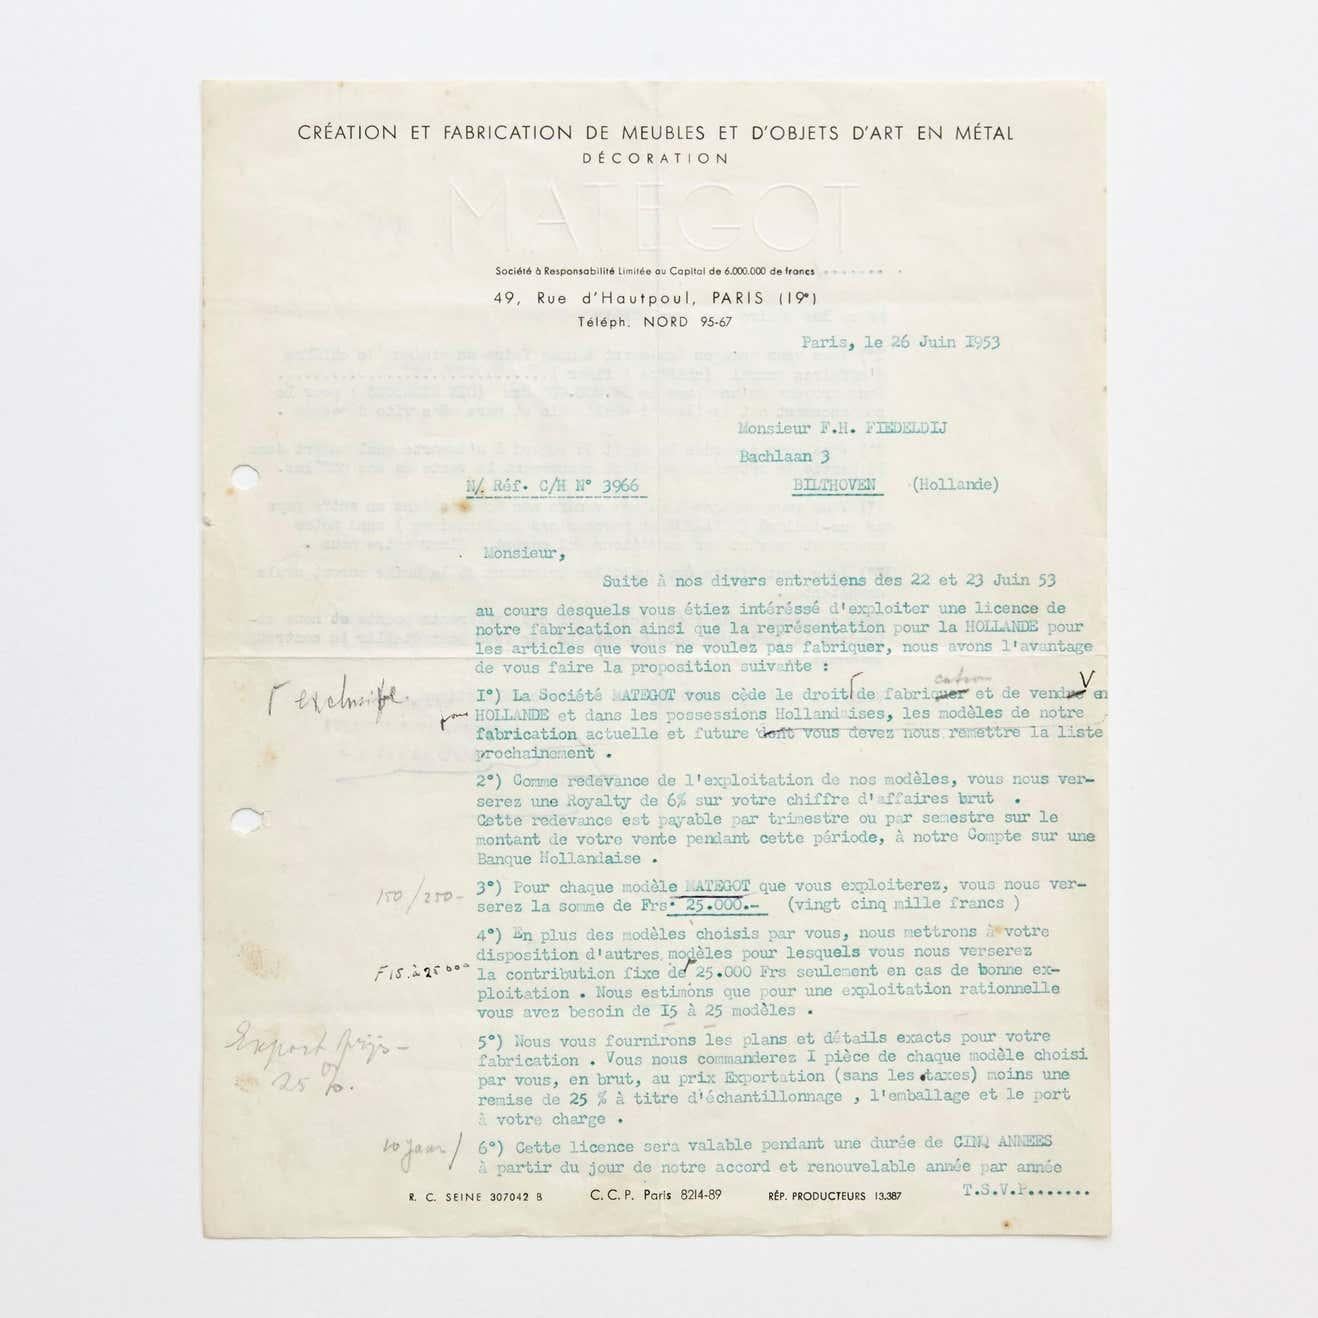 CRÉATION ET FABRICATION DE MEUBLES ET D'OBJETS D'ART EN MÉTAL
DÉCORATION
MATEGOT
Société à Responsabilité Limitée au Capital de 6.000.000 de francs
49, Rue d'Hautpoul, PARIS (19e)
Téléph. NORD 95-67
Paris, le 26 Juin I953
Monsieur F.H. FIEDELDIJ
Bachlaan 3
N/. Réf. C/H N° 3966 BILTHOVEN (Hollande)
Monsieur,
Suite à nos divers entretiens des 22 et 23 Juin 53
au cours desquels vous étiez intéréssé d'exploiter une licence de
notre fabrication ainsi que la représentation pour la HOLLANDE pour
les articles que vous ne voulez pas fabriquer, nous avons l'avantage
de vous faire la proposition suivante :
cation
Γ exclusife. I°) La Société MATEGOT vous cède le droit Γ de fabriquer et de vendre V en
pour HOLLANDE et dans les possessions Hollandaises, les modèles de notre
fabrication actuelle et future dont vous devez nous remettre la liste
prochainement .
2°) Comme redevance de l'exploitation de nos modèles, vous nous ver-
serez une Royalty de 6% sur votre chiffre d'affaires brut .
Cette redevance est payable par trimestre ou par semestre sur le
montant de votre vente pendant cette période, à notre Compte sur une
Banque Hollandaise .
150/250- 3°) Pour chaque modèle MATEGOT que vous exploiterez, vous nous ver-
serez la somme de Frs: 25.000.- (vingt cinq mille francs )
4°) En plus des modèles choisis par vous, nous mettrons à votre
disposition d'autres modèles pour lesquels vous nous verserez
F 15. à 25000 la contribution fixe de 25.000 Frs seulement en cas de bonne ex-
ploitation . Nous estimons que pour une exploitation rationnelle
vous avez besoin de I5 à 25 modèles .
Export prijs - 5°) Nous vous fournirons les plans et détails exacts pour votre
fabrication . Vous nous commanderez I pièce de chaque modèle choisi
25 %. par vous, en brut, au prix Exportation (sans les taxes) moins une
remise de 25 % à titre d'échantillonnage , l'emballage et le port
à votre charge .
10 jaar/ 6°) Cette licence sera valable pendant une durée de CINQ ANNEES
à partir du jour de notre accord et renouvelable année par année
T.S.V.P.......
R. C. SEINE 307042 B C.C.P. Paris 8214-89 RÉP. PRODUCTEURS 13.387